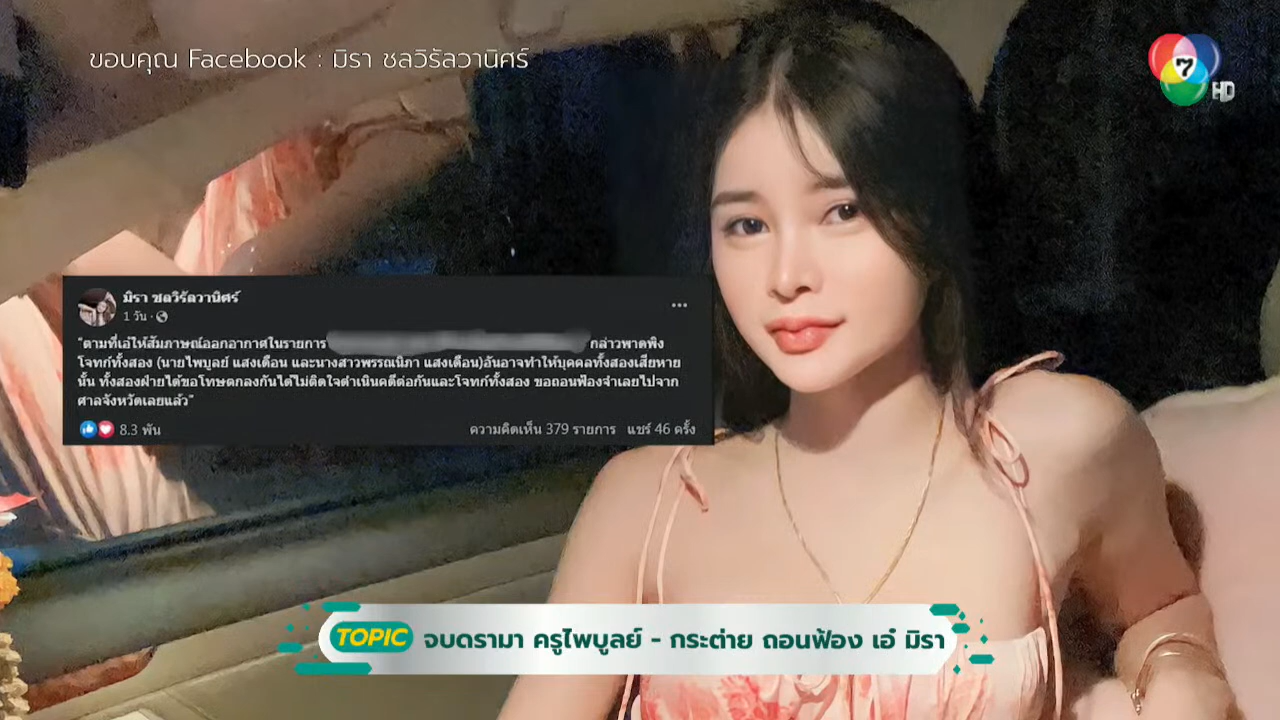 ขอบคุณ Facebook : มิรา ชลวิรัลวานิศร์
7
HD
มิรา ชลวิรัลวานิศร์
1 วัน ·
"ตามที่เอ๋ให้สัมภาษณ์ออกอากาศในรายการ กล่าวพาดพิง
โจทก์ทั้งสอง (นายไพบูลย์ แสงเดือน และนางสาวพรรณนิภา แสงเดือน)อันอาจทำให้บุคคลทั้งสองเสียหาย
นั้น ทั้งสองฝ่ายได้ขอโทษตกลงกันได้ไม่ติดใจดำเนินคดีต่อกันและโจทก์ทั้งสอง ขอถอนฟ้องจำเลยไปจาก
ศาลจังหวัดเลยแล้ว"
8.3 พัน ความคิดเห็น 379 รายการ แชร์ 46 ครั้ง
TOPIC จบดรามา ครูไพบูลย์ - กระต่าย ถอนฟ้อง เอ๋ มิรา